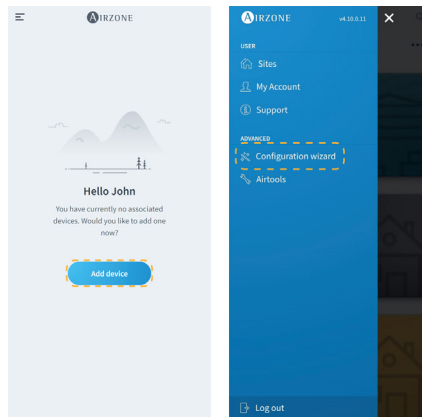 AIRZONE
Hello John
You have currently no associated
devices. Would you like to add one
now?
Add device
AIRZONE v4.10.0.11
USER
Sites
My Account
Support
ADVANCED
Configuration wizard
Airtools
Log out